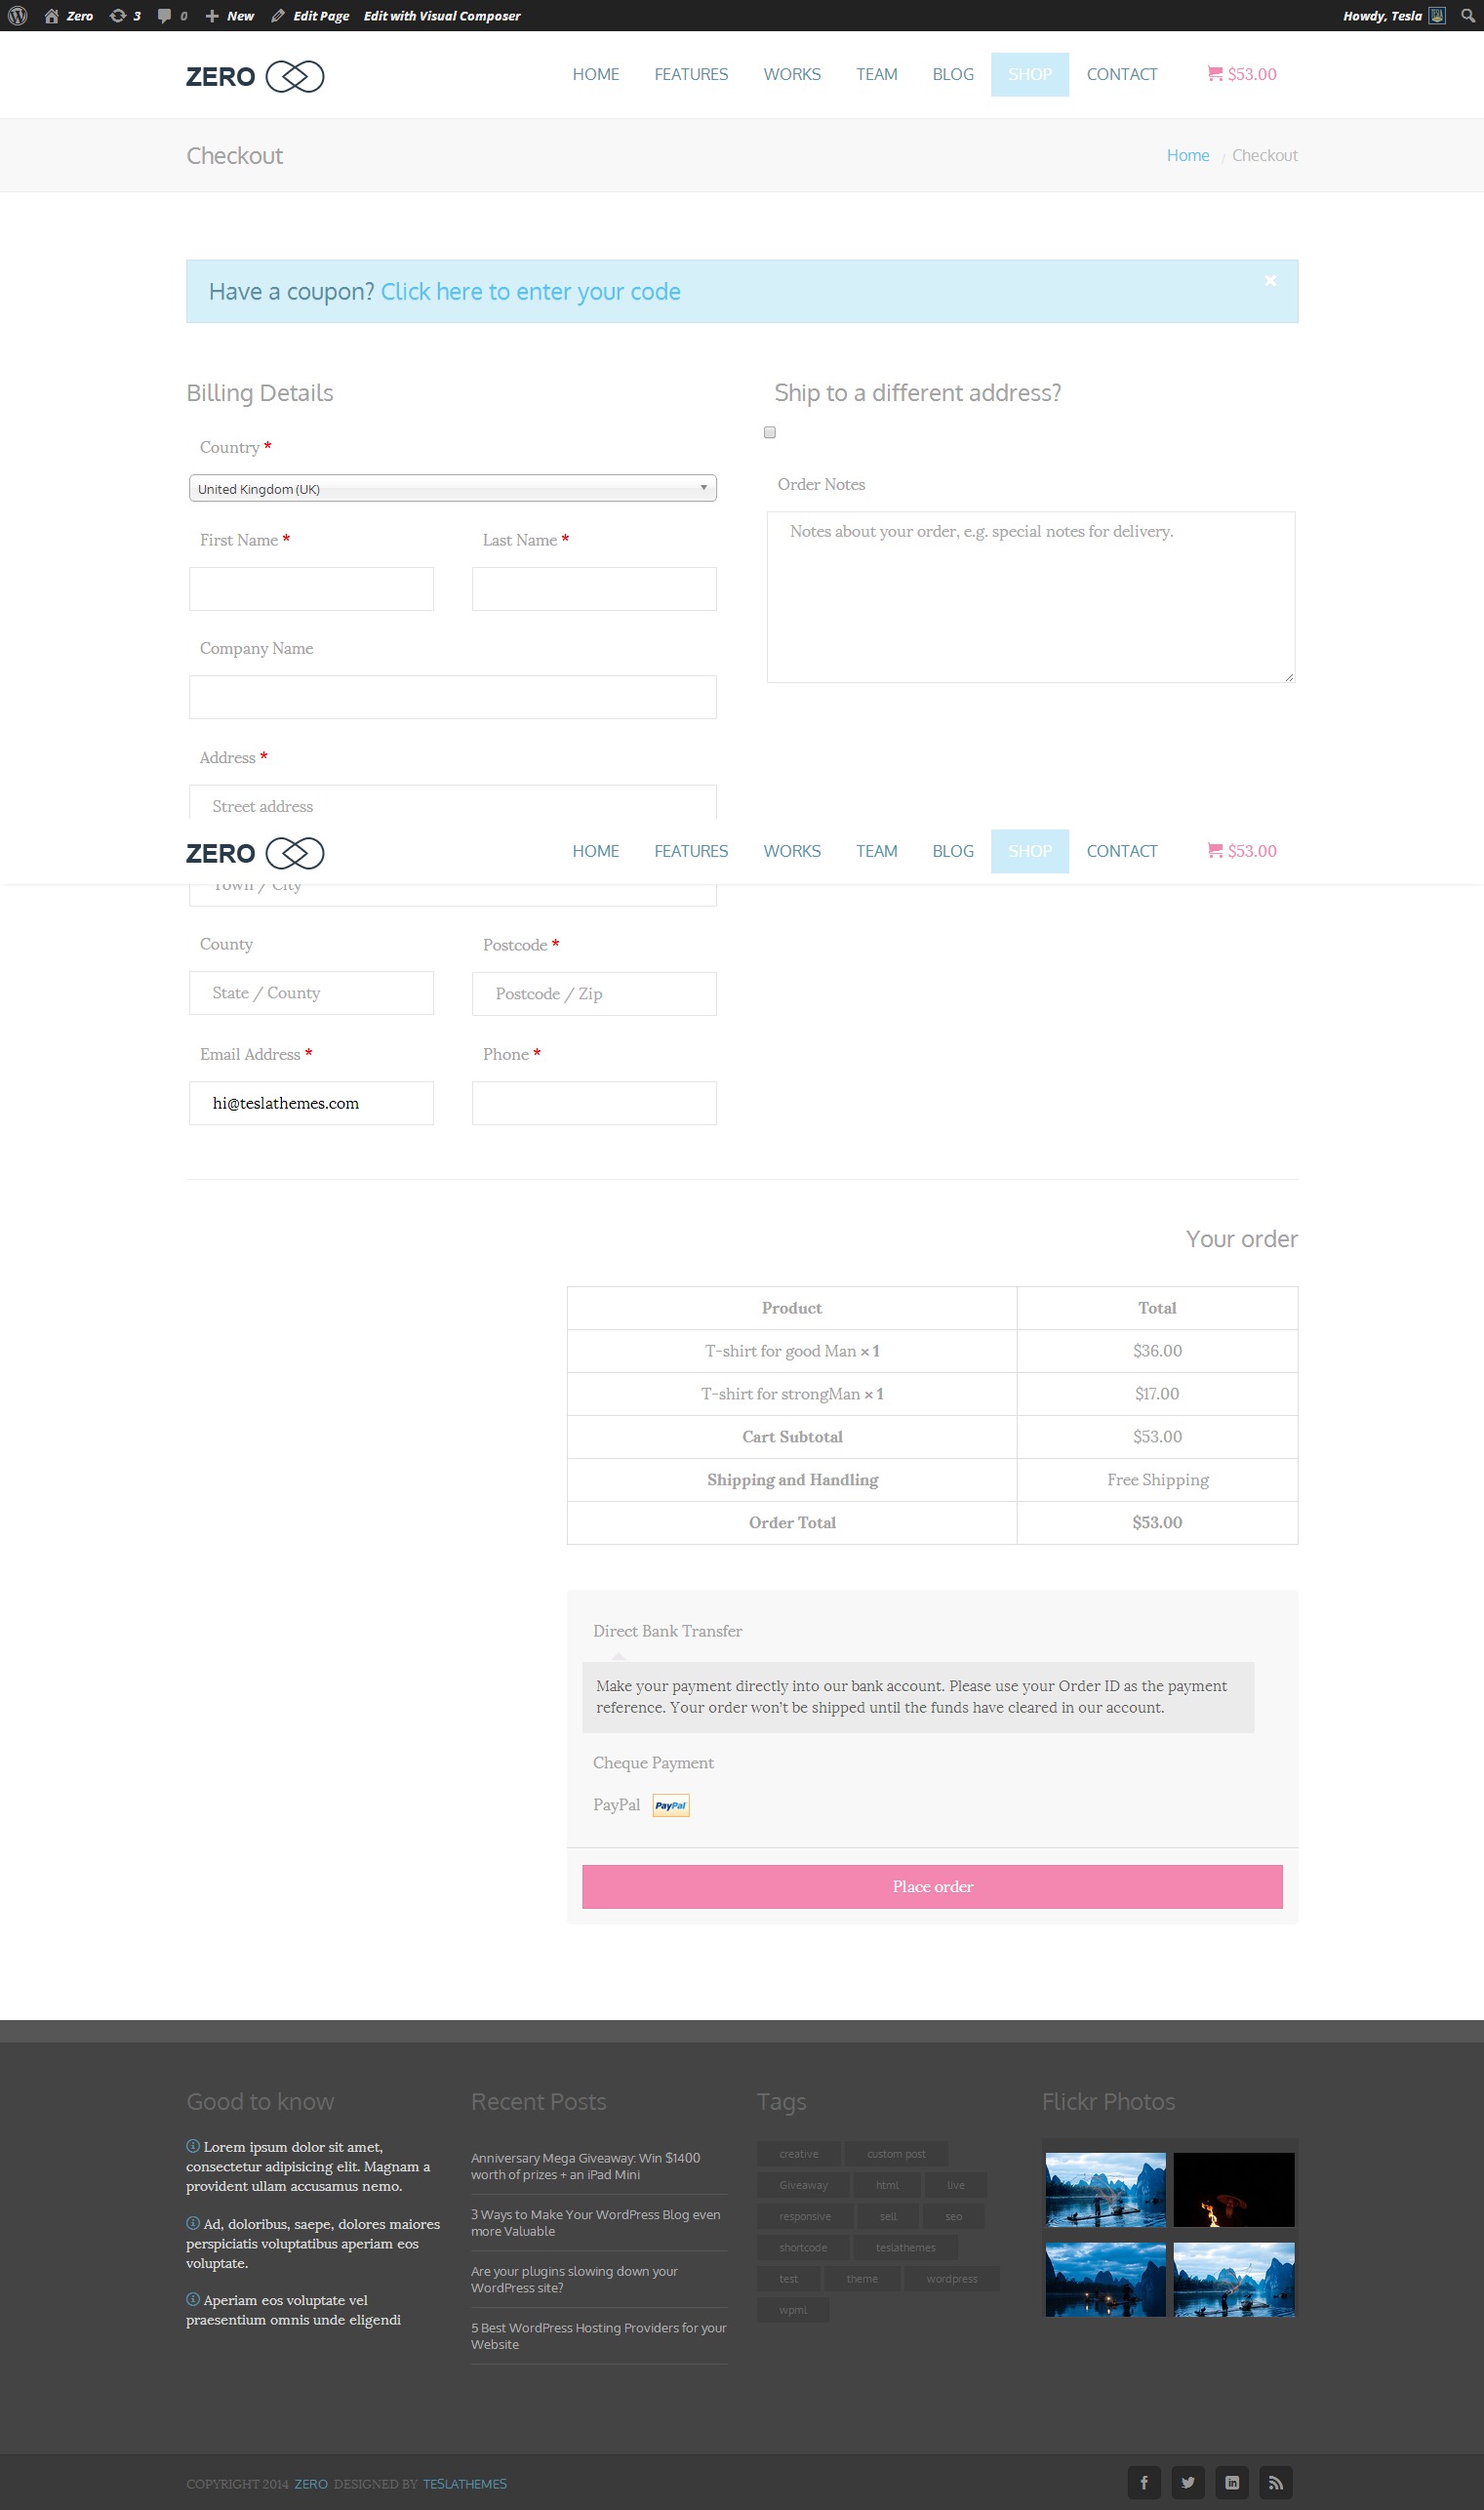 Zero 3 0 New Edit Page Edit with Visual Composer Howdy, Tesla
ZERO HOME FEATURES WORKS TEAM BLOG SHOP CONTACT $53.00
Checkout Home / Checkout
Have a coupon? Click here to enter your code ×
Billing Details Ship to a different address?
Country *
United Kingdom (UK)
Order Notes
Notes about your order, e.g. special notes for delivery.
First Name * Last Name *
Company Name
Address *
Street address
ZERO HOME FEATURES WORKS TEAM BLOG SHOP CONTACT $53.00
Town / City
County Postcode *
State / County Postcode / Zip
Email Address * Phone *
hi@teslathemes.com
Your order
Product Total
T-shirt for good Man × 1 $36.00
T-shirt for strongMan × 1 $17.00
Cart Subtotal $53.00
Shipping and Handling Free Shipping
Order Total $53.00
Direct Bank Transfer
Make your payment directly into our bank account. Please use your Order ID as the payment
reference. Your order won't be shipped until the funds have cleared in our account.
Cheque Payment
PayPal PayPal
Place order
Good to know
Lorem ipsum dolor sit amet,
consectetur adipisicing elit. Magnam a
provident ullam accusamus nemo.
Ad, doloribus, saepe, dolores maiores
perspiciatis voluptatibus aperiam eos
voluptate.
Aperiam eos voluptate vel
praesentium omnis unde eligendi
Recent Posts
Anniversary Mega Giveaway: Win $1400
worth of prizes + an iPad Mini
3 Ways to Make Your WordPress Blog even
more Valuable
Are your plugins slowing down your
WordPress site?
5 Best WordPress Hosting Providers for your
Website
Tags
creative custom post
Giveaway html live
responsive sell seo
shortcode teslathemes
test theme wordpress
wpml
Flickr Photos
COPYRIGHT 2014 ZERO DESIGNED BY TESLATHEMES